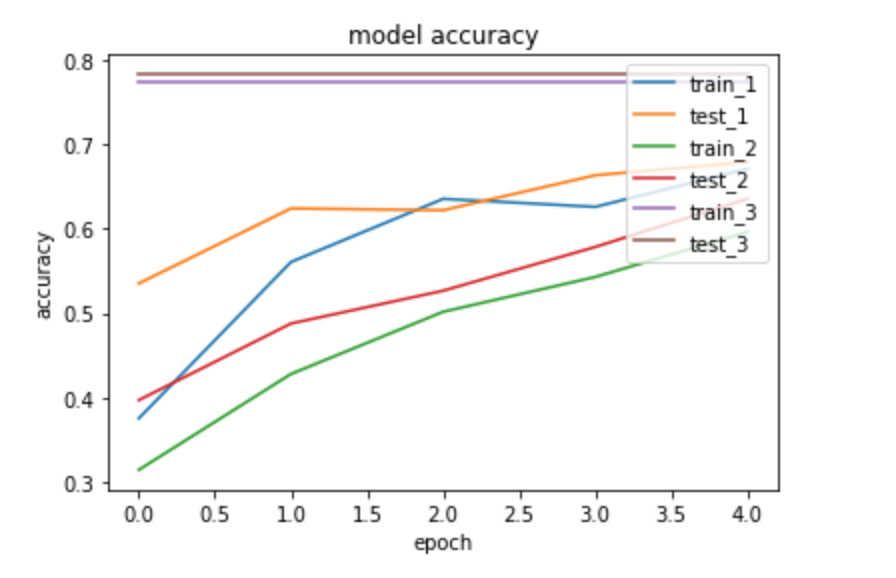 model accuracy
0.8
0.7
0.6
0.5
0.4
0.3
accuracy
train_1
test_1
train_2
test_2
train_3
test_3
0.0 0.5 1.0 1.5 2.0 2.5 3.0 3.5 4.0
epoch